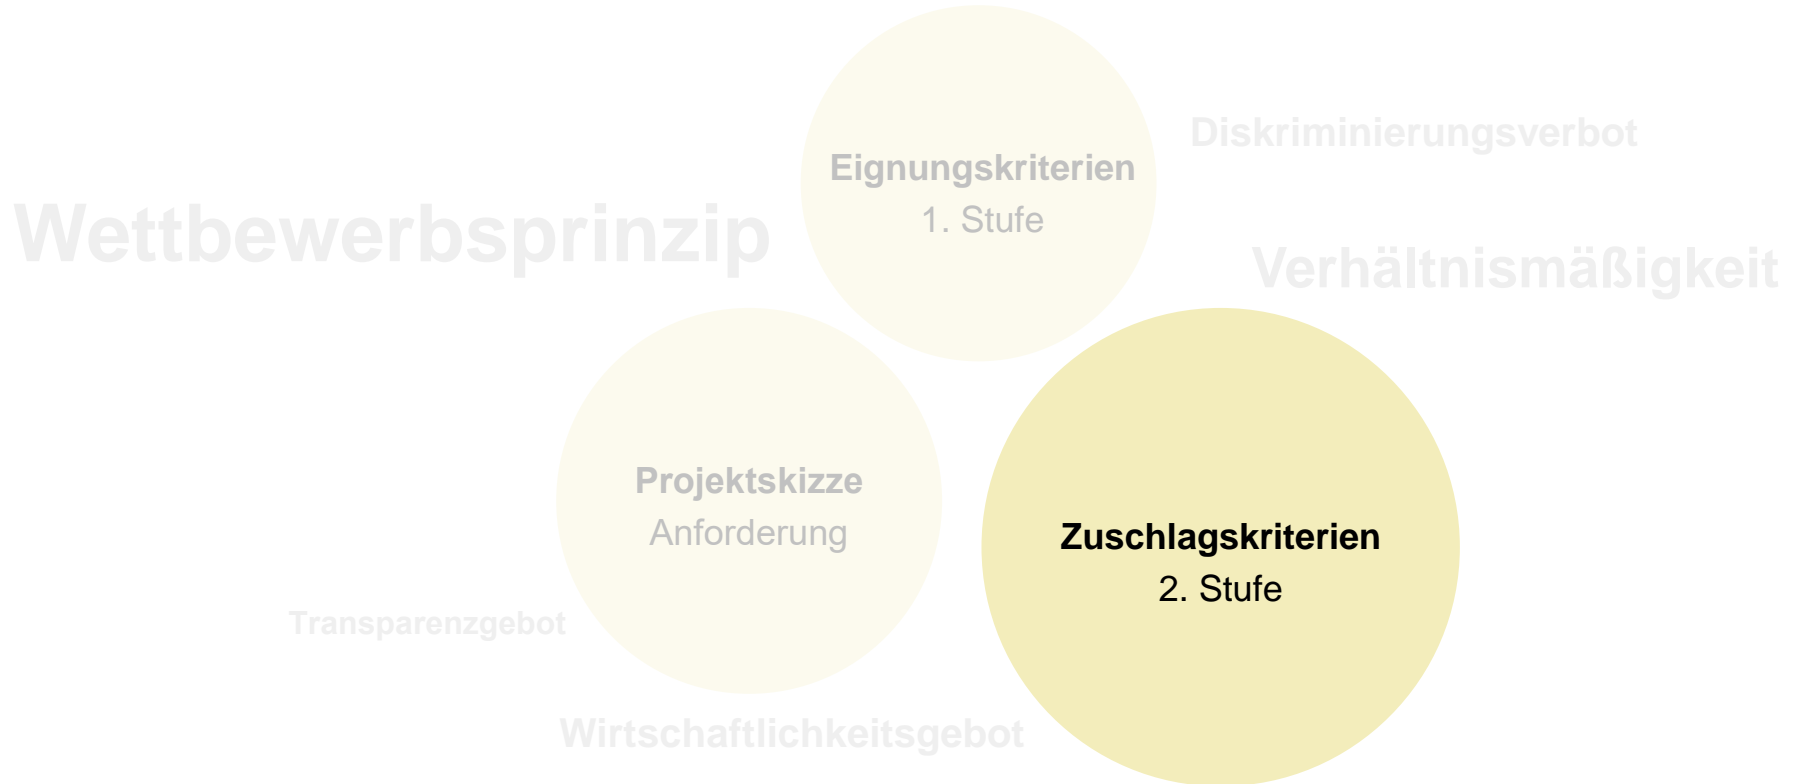 Diskriminierungsverbot
Eignungskriterien
1. Stufe
Wettbewerbsprinzip
Verhältnismäßigkeit
Projektskizze
Anforderung
Zuschlagskriterien
2. Stufe
Transparenzgebot
Wirtschaftlichkeitsgebot